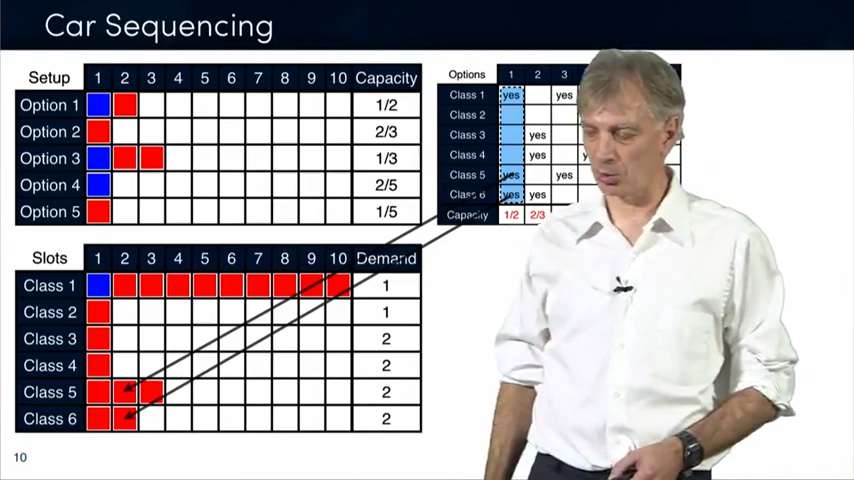 Car Sequencing
Setup 1 2 3 4 5 6 7 8 9 10 Capacity
Option 1 1/2
Option 2 2/3
Option 3 1/3
Option 4 2/5
Option 5 1/5
Options 1 2 3
Class 1 yes yes
Class 2
Class 3 yes
Class 4 yes
Class 5 yes yes
Class 6 yes yes
Capacity 1/2 2/3
Slots 1 2 3 4 5 6 7 8 9 10 Demand
Class 1 1
Class 2 1
Class 3 2
Class 4 2
Class 5 2
Class 6 2
10